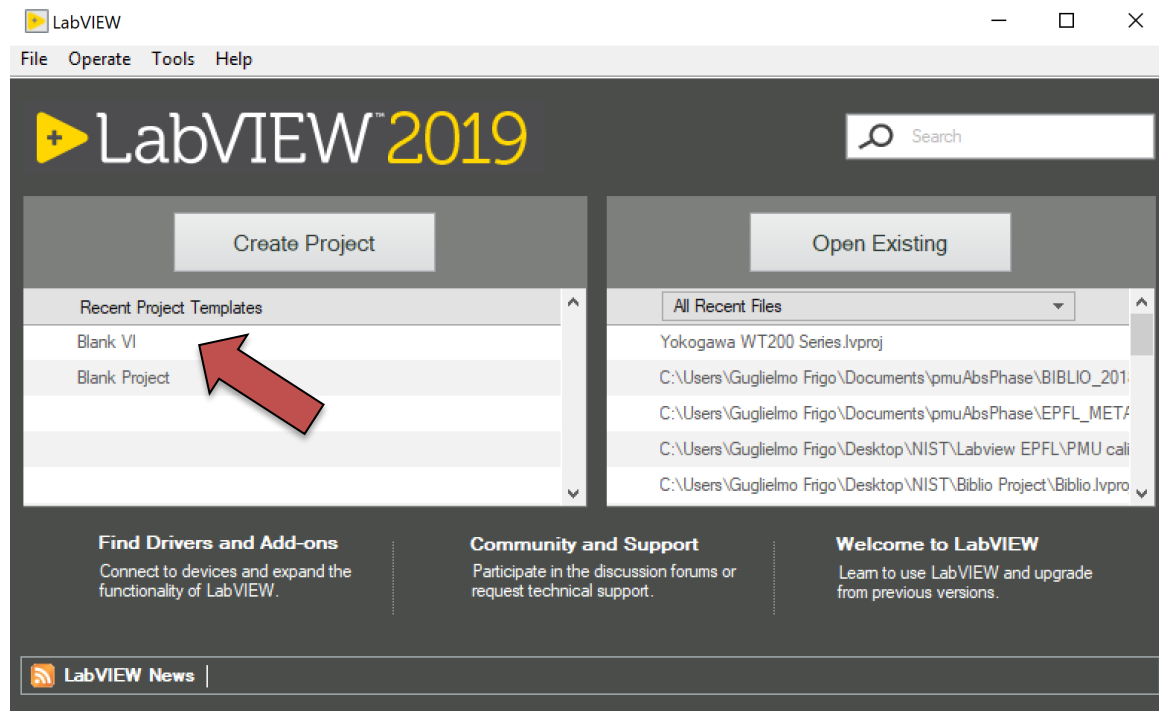 LabVIEW
File Operate Tools Help
LabVIEW™ 2019
Search
Create Project
Recent Project Templates
Blank VI
Blank Project
Open Existing
All Recent Files
Yokogawa WT200 Series.lvproj
C:\Users\Guglielmo Frigo\Documents\pmuAbsPhase\BIBLIO_201
C:\Users\Guglielmo Frigo\Documents\pmuAbsPhase\EPFL_META
C:\Users\Guglielmo Frigo\Desktop\NIST\Labview EPFL\PMU cali
C:\Users\Guglielmo Frigo\Desktop\NIST\Biblio Project\Biblio.lvpro
Find Drivers and Add-ons
Connect to devices and expand the
functionality of LabVIEW.
Community and Support
Participate in the discussion forums or
request technical support.
Welcome to LabVIEW
Learn to use LabVIEW and upgrade
from previous versions.
LabVIEW News